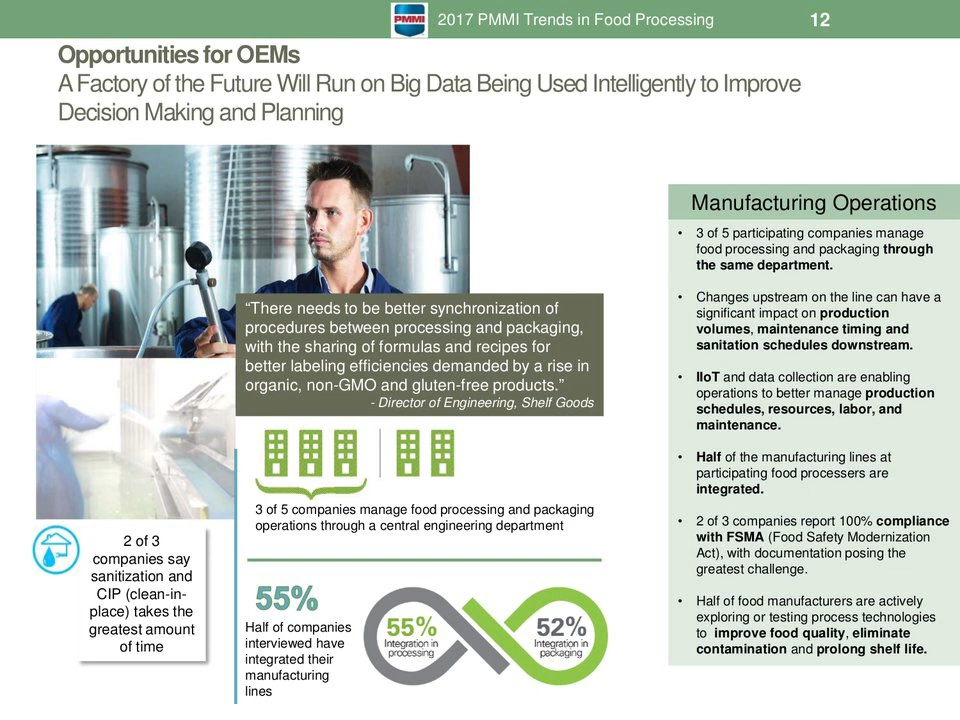 PMMI
2017 PMMI Trends in Food Processing
12
Opportunities for OEMs
A Factory of the Future Will Run on Big Data Being Used Intelligently to Improve
Decision Making and Planning
“There needs to be better synchronization of
procedures between processing and packaging,
with the sharing of formulas and recipes for
better labeling efficiencies demanded by a rise in
organic, non-GMO and gluten-free products.”
- Director of Engineering, Shelf Goods
3 of 5 companies manage food processing and packaging
operations through a central engineering department
2 of 3
companies say
sanitization and
CIP (clean-in-
place) takes the
greatest amount
of time
55%
Half of companies
interviewed have
integrated their
manufacturing
lines
55%
Integration in
processing
52%
Integration in
packaging
Manufacturing Operations
• 3 of 5 participating companies manage
food processing and packaging through
the same department.
• Changes upstream on the line can have a
significant impact on production
volumes, maintenance timing and
sanitation schedules downstream.
• IIoT and data collection are enabling
operations to better manage production
schedules, resources, labor, and
maintenance.
• Half of the manufacturing lines at
participating food processers are
integrated.
• 2 of 3 companies report 100% compliance
with FSMA (Food Safety Modernization
Act), with documentation posing the
greatest challenge.
• Half of food manufacturers are actively
exploring or testing process technologies
to improve food quality, eliminate
contamination and prolong shelf life.